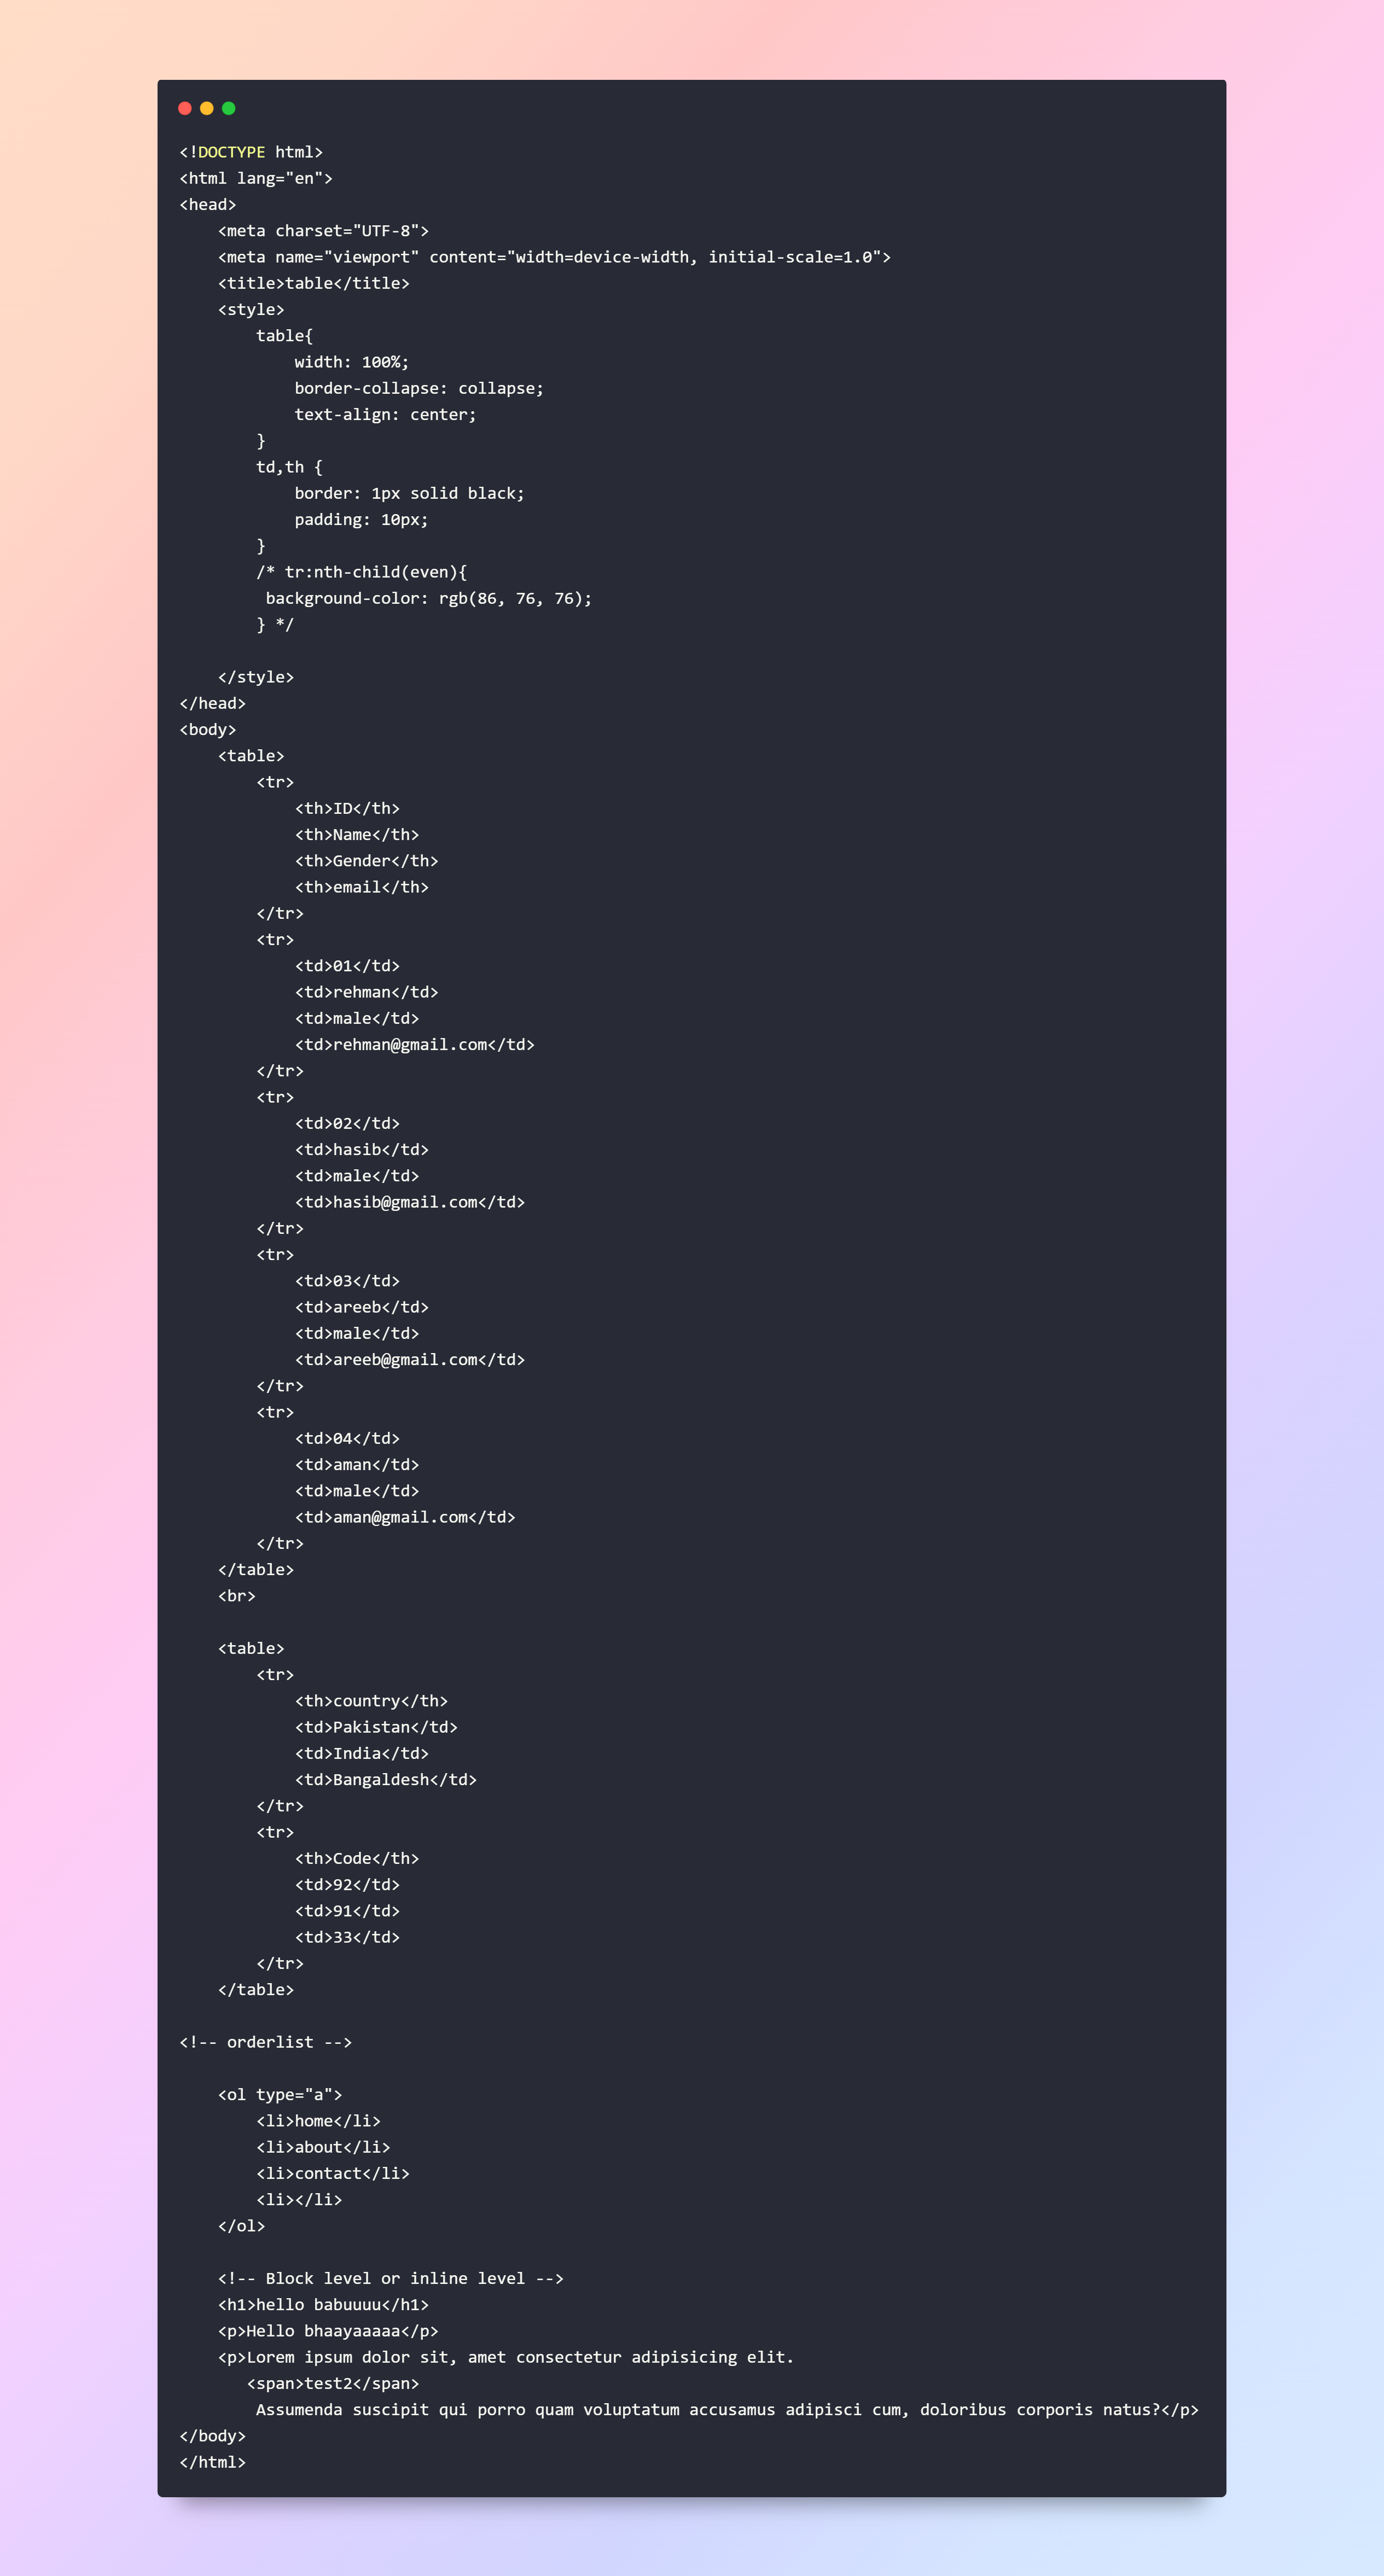 <!DOCTYPE html>
<html lang="en">
<head>
    <meta charset="UTF-8">
    <meta name="viewport" content="width=device-width, initial-scale=1.0">
    <title>table</title>
    <style>
        table{
            width: 100%;
            border-collapse: collapse;
            text-align: center;
        }
        td,th {
            border: 1px solid black;
            padding: 10px;
        }
        /* tr:nth-child(even){
         background-color: rgb(86, 76, 76);
        } */

    </style>
</head>
<body>
    <table>
        <tr>
            <th>ID</th>
            <th>Name</th>
            <th>Gender</th>
            <th>email</th>
        </tr>
        <tr>
            <td>01</td>
            <td>rehman</td>
            <td>male</td>
            <td>rehman@gmail.com</td>
        </tr>
        <tr>
            <td>02</td>
            <td>hasib</td>
            <td>male</td>
            <td>hasib@gmail.com</td>
        </tr>
        <tr>
            <td>03</td>
            <td>areeb</td>
            <td>male</td>
            <td>areeb@gmail.com</td>
        </tr>
        <tr>
            <td>04</td>
            <td>aman</td>
            <td>male</td>
            <td>aman@gmail.com</td>
        </tr>
    </table>
    <br>

    <table>
        <tr>
            <th>country</th>
            <td>Pakistan</td>
            <td>India</td>
            <td>Bangaldesh</td>
        </tr>
        <tr>
            <th>Code</th>
            <td>92</td>
            <td>91</td>
            <td>33</td>
        </tr>
    </table>

<!-- orderlist -->

    <ol type="a">
        <li>home</li>
        <li>about</li>
        <li>contact</li>
        <li></li>
    </ol>

    <!-- Block level or inline level -->
    <h1>hello babuuuu</h1>
    <p>Hello bhaayaaaaa</p>
    <p>Lorem ipsum dolor sit, amet consectetur adipisicing elit.
       <span>test2</span>
        Assumenda suscipit qui porro quam voluptatum accusamus adipisci cum, doloribus corporis natus?</p>
</body>
</html>